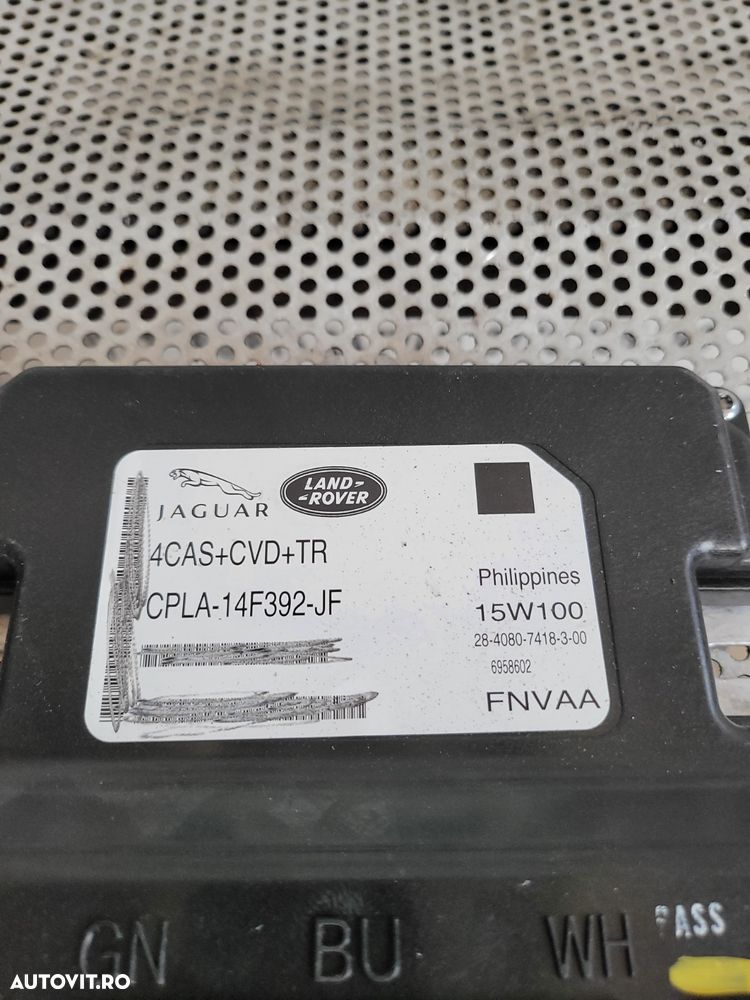 JAGUAR
LAND-
-ROVER
4CAS+CVD+TR
CPLA-14F392-JF
Philippines
15W100
28-4080-7418-3-00
6958602
FNVAA
GN BU WH PASS
AUTOVIT.RO